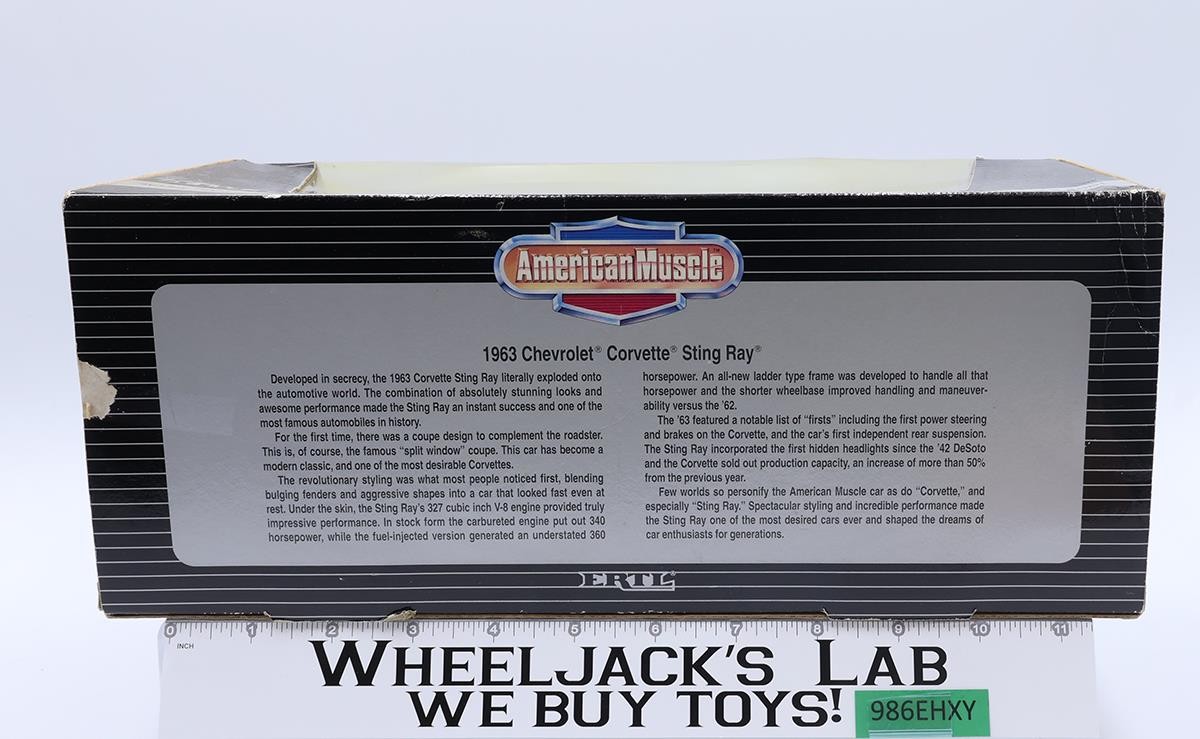 American Muscle™
1963 Chevrolet® Corvette® Sting Ray®
Developed in secrecy, the 1963 Corvette Sting Ray literally exploded onto
the automotive world. The combination of absolutely stunning looks and
awesome performance made the Sting Ray an instant success and one of the
most famous automobiles in history.
For the first time, there was a coupe design to complement the roadster.
This is, of course, the famous "split window" coupe. This car has become a
modern classic, and one of the most desirable Corvettes.
The revolutionary styling was what most people noticed first, blending
bulging fenders and aggressive shapes into a car that looked fast even at
rest. Under the skin, the Sting Ray's 327 cubic inch V-8 engine provided truly
impressive performance. In stock form the carbureted engine put out 340
horsepower, while the fuel-injected version generated an understated 360
horsepower. An all-new ladder type frame was developed to handle all that
horsepower and the shorter wheelbase improved handling and maneuver-
ability versus the '62.
The '63 featured a notable list of "firsts" including the first power steering
and brakes on the Corvette, and the car's first independent rear suspension.
The Sting Ray incorporated the first hidden headlights since the '42 DeSoto
and the Corvette sold out production capacity, an increase of more than 50%
from the previous year.
Few worlds so personify the American Muscle car as do "Corvette," and
especially "Sting Ray." Spectacular styling and incredible performance made
the Sting Ray one of the most desired cars ever and shaped the dreams of
car enthusiasts for generations.
ERTL®
0 1 2 3 4 5 6 7 8 9 10 11
INCH
WHEELJACK'S LAB
WE BUY TOYS!
986EHXY